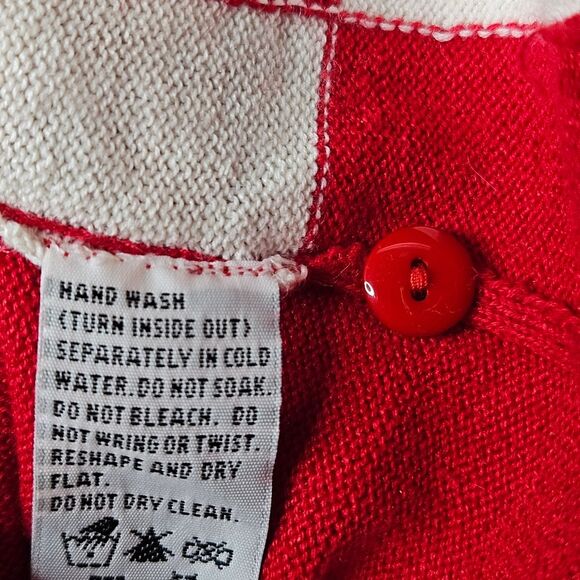 HAND WASH
(TURN INSIDE OUT)
SEPARATELY IN COLD
WATER. DO NOT SOAK.
DO NOT BLEACH. DO
NOT WRING OR TWIST.
RESHAPE AND DRY
FLAT.
DO NOT DRY CLEAN.